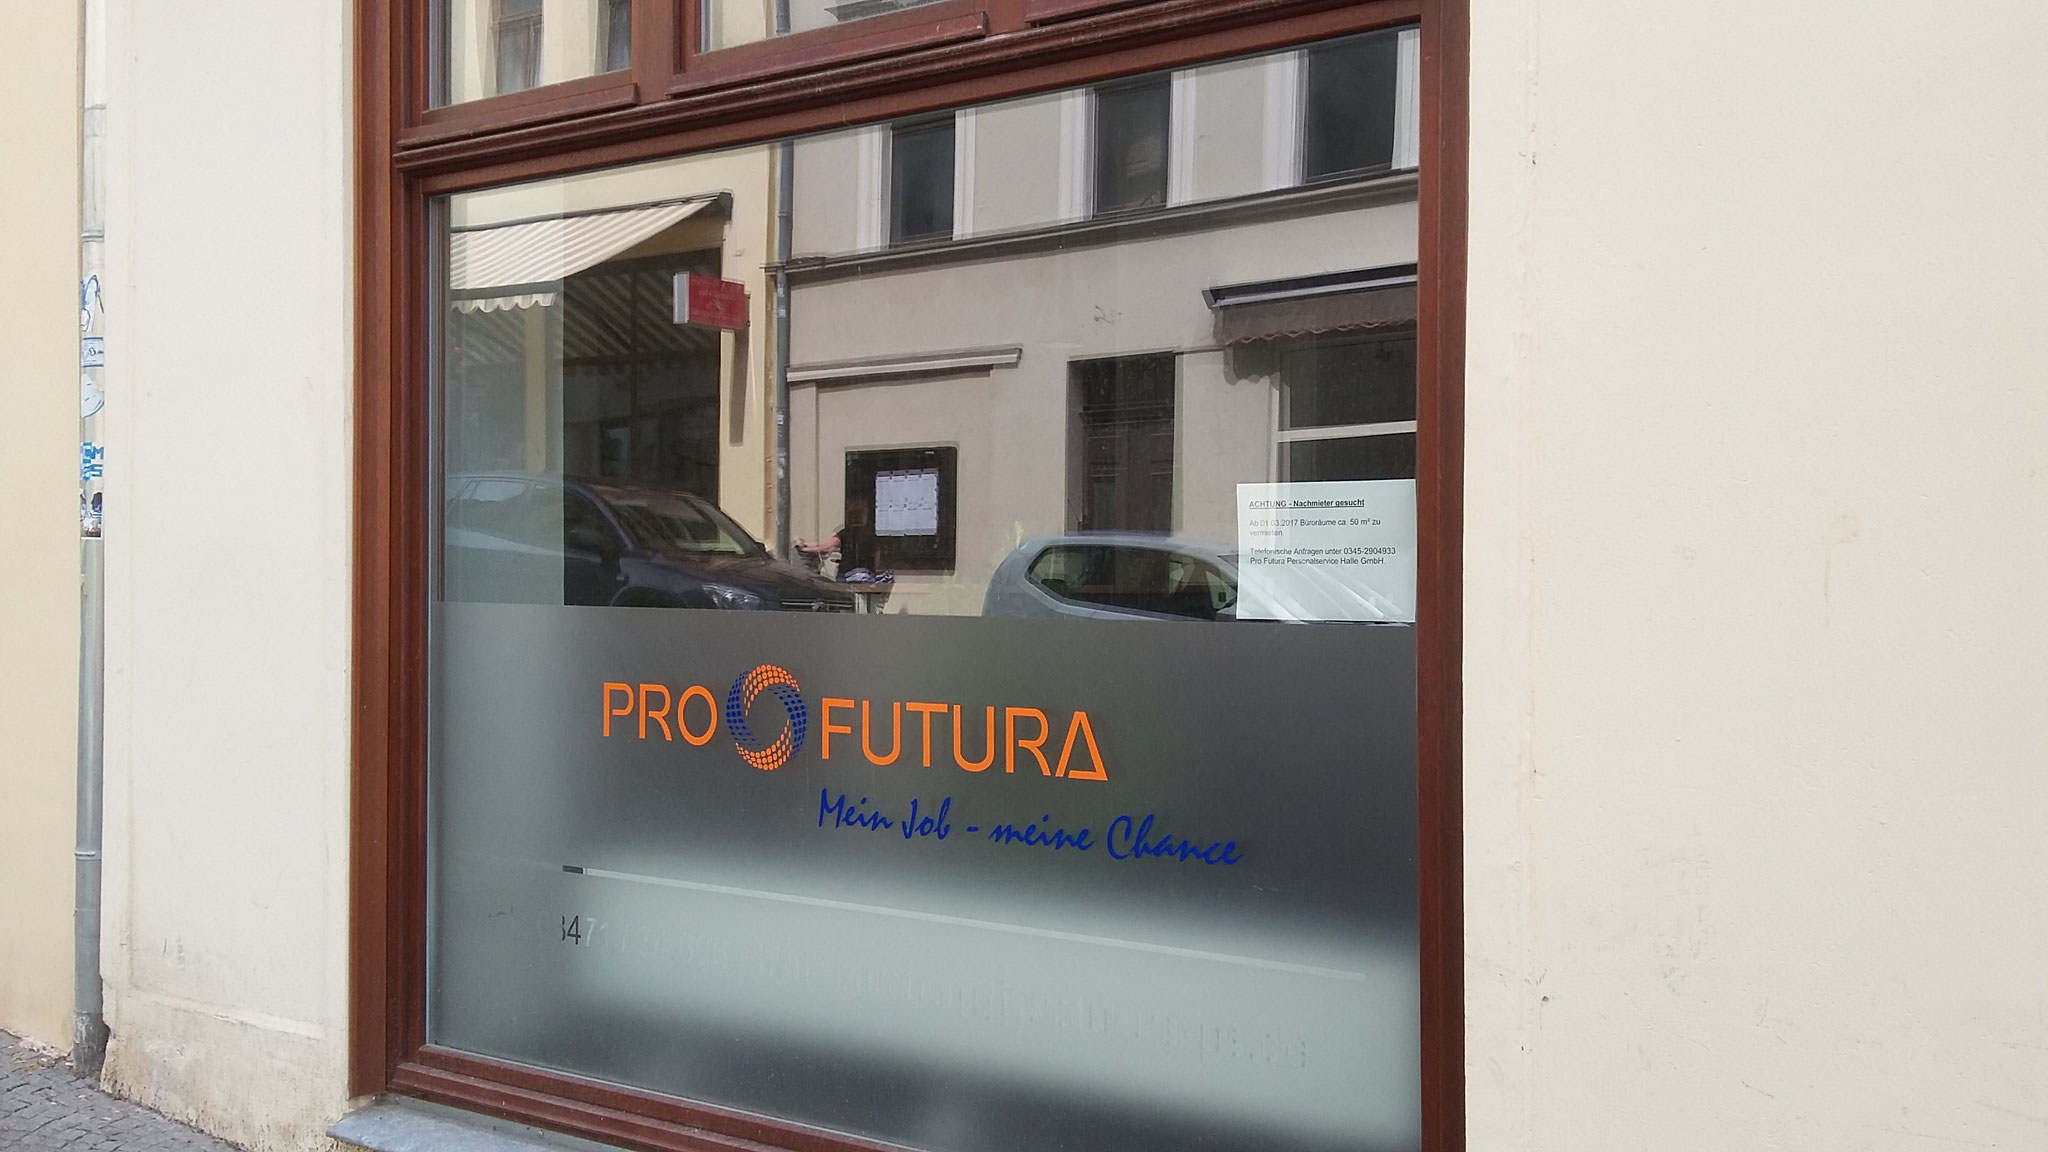 ACHTUNG - Nachmieter gesucht
Ab 01.03.2017 Büroräume ca. 50 m² zu
vermieten.
Telefonische Anfragen unter 0345-2904933
Pro Futura Personalservice Halle GmbH.
PRO FUTURA
Mein Job - meine Chance